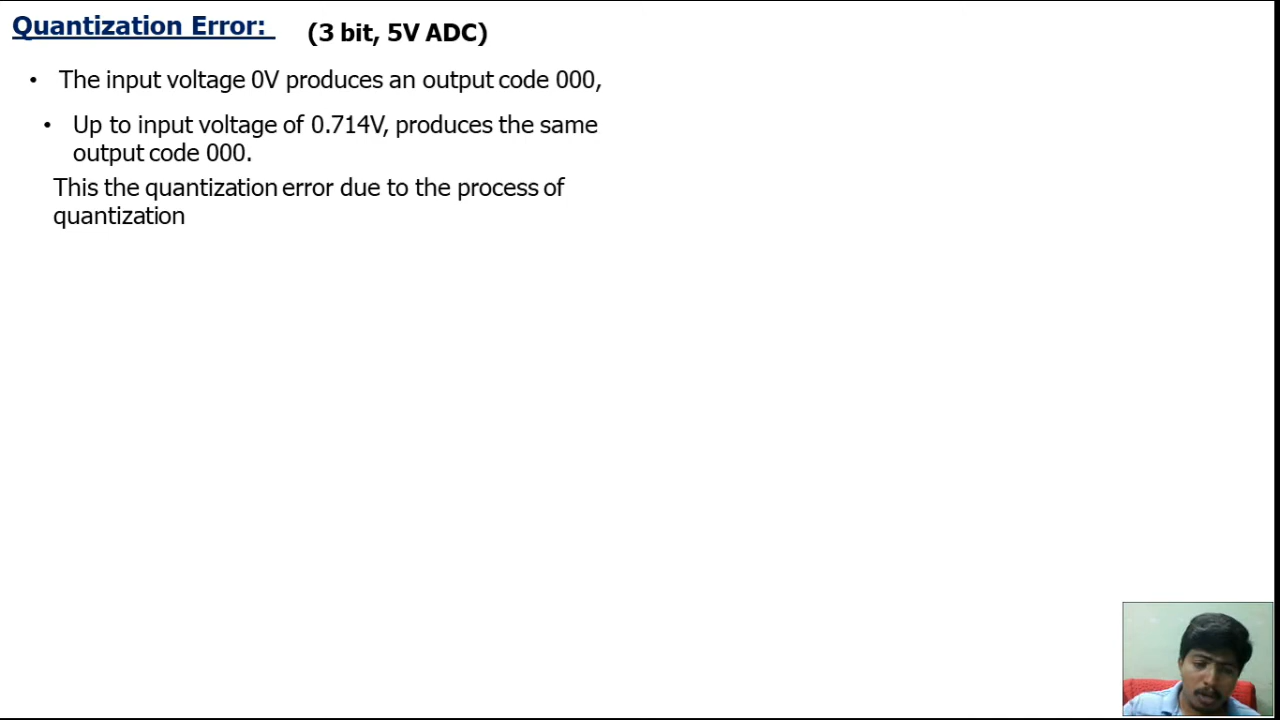 Quantization Error: (3 bit, 5V ADC)
• The input voltage 0V produces an output code 000,
• Up to input voltage of 0.714V, produces the same
output code 000.
This the quantization error due to the process of
quantization